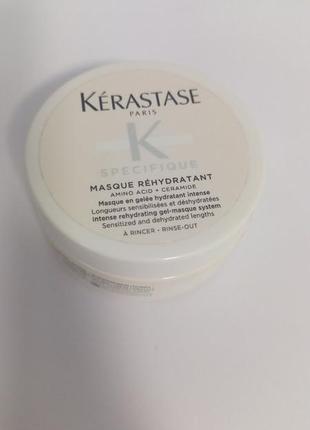 KÉRASTASE
PARIS
K
SPECIFIQUE
MASQUE RÉHYDRATANT
AMINO ACID + CERAMIDE
Masque en gelée hydratant intense
Longueurs sensibilisées et déshydratées
intense rehydrating gel-masque system
Sensitized and dehydrated lengths
À RINCER • RINSE-OUT